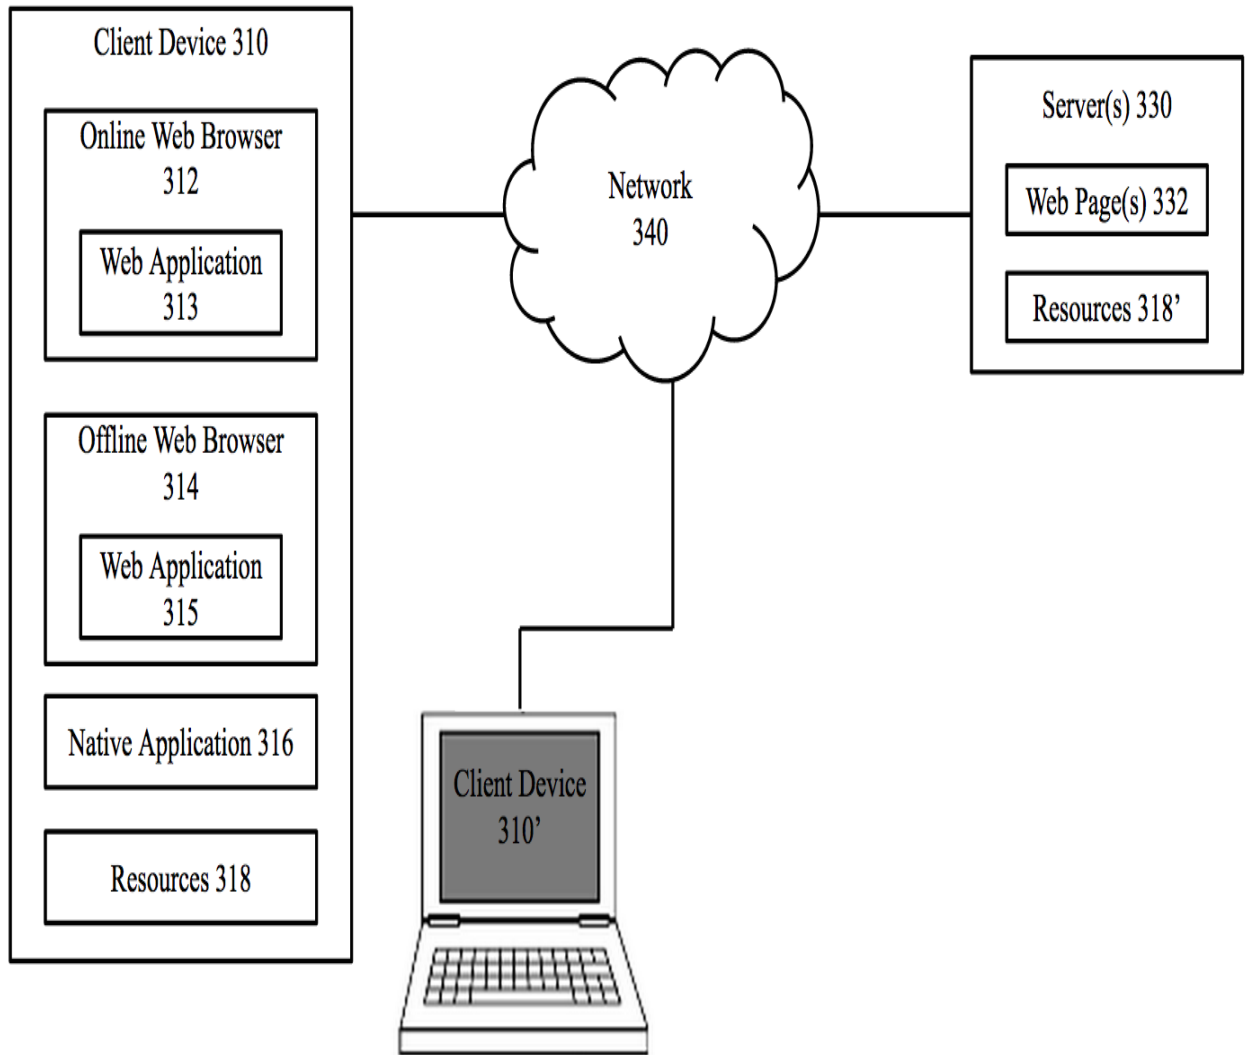 Client Device 310
Online Web Browser
312
Web Application
313
Offline Web Browser
314
Web Application
315
Native Application 316
Resources 318
Network
340
Server(s) 330
Web Page(s) 332
Resources 318’
Client Device
310’